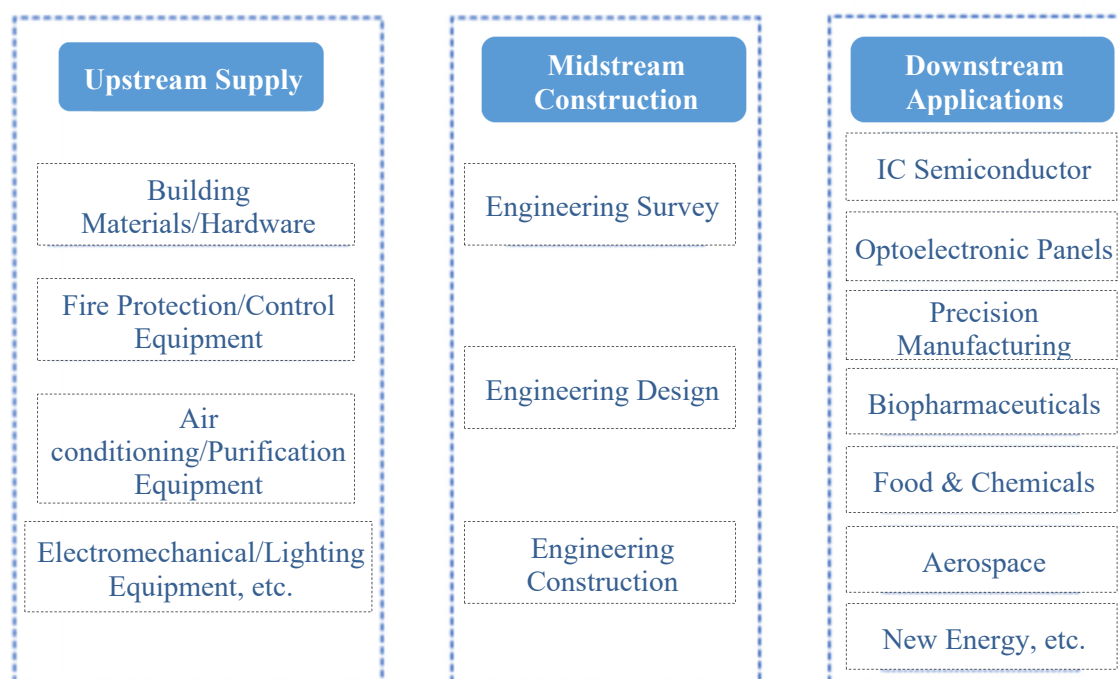 Upstream Supply
Building
Materials/Hardware
Fire Protection/Control
Equipment
Air
conditioning/Purification
Equipment
Electromechanical/Lighting
Equipment, etc.
Midstream
Construction
Engineering Survey
Engineering Design
Engineering
Construction
Downstream
Applications
IC Semiconductor
Optoelectronic Panels
Precision
Manufacturing
Biopharmaceuticals
Food & Chemicals
Aerospace
New Energy, etc.